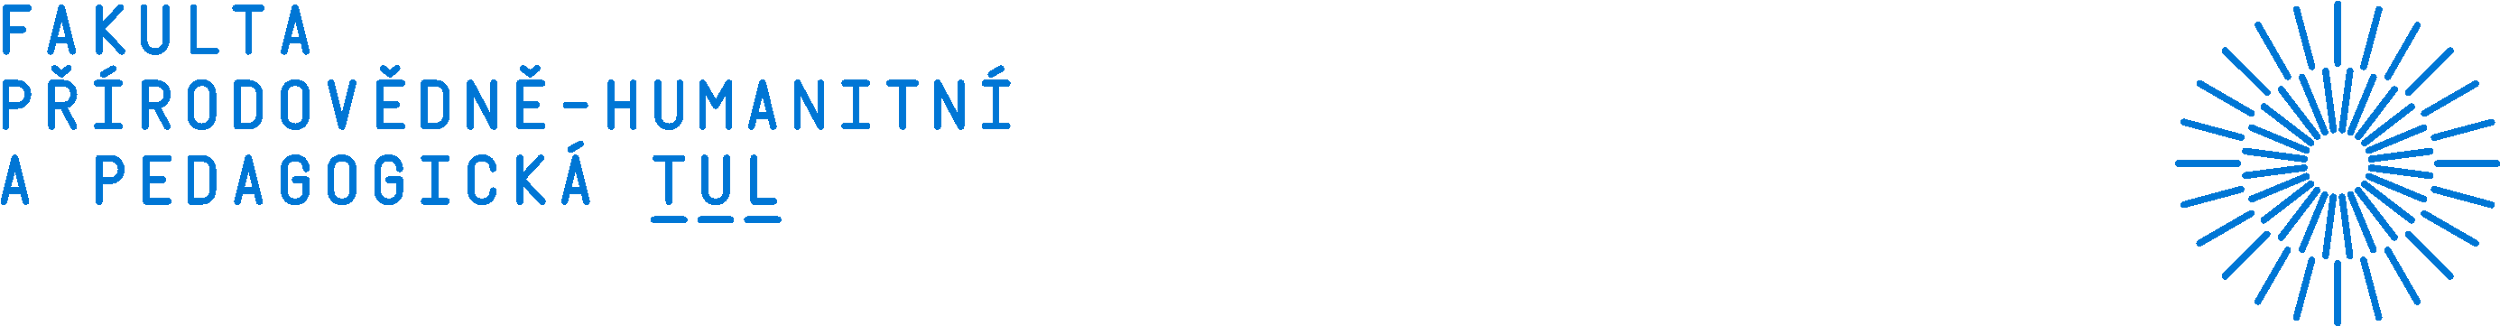 FAKULTA
PŘÍRODOVĚDNĚ-HUMANITNÍ
A PEDAGOGICKÁ TUL